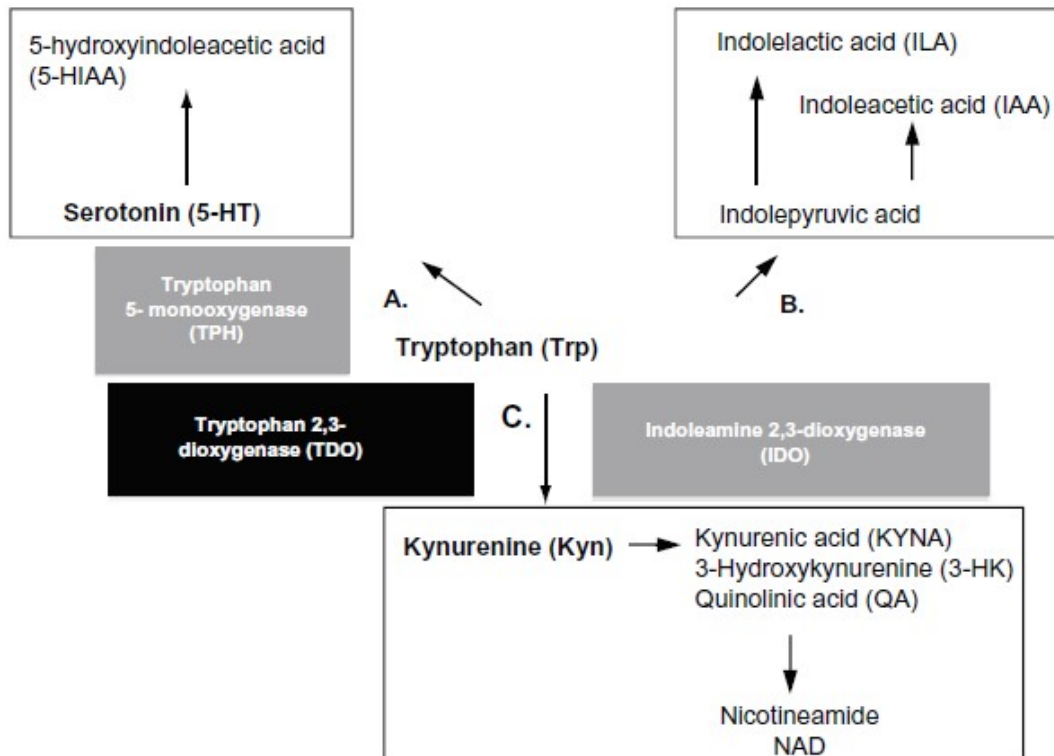 5-hydroxyindoleacetic acid
(5-HIAA)
Serotonin (5-HT)
Indolelactic acid (ILA)
Indoleacetic acid (IAA)
Indolepyruvic acid
Tryptophan
5- monooxygenase
(TPH)
A.
B.
Tryptophan (Trp)
Tryptophan 2,3-
dioxygenase (TDO)
C.
Indoleamine 2,3-dioxygenase
(IDO)
Kynurenine (Kyn)
Kynurenic acid (KYNA)
3-Hydroxykynurenine (3-HK)
Quinolinic acid (QA)
Nicotineamide
NAD